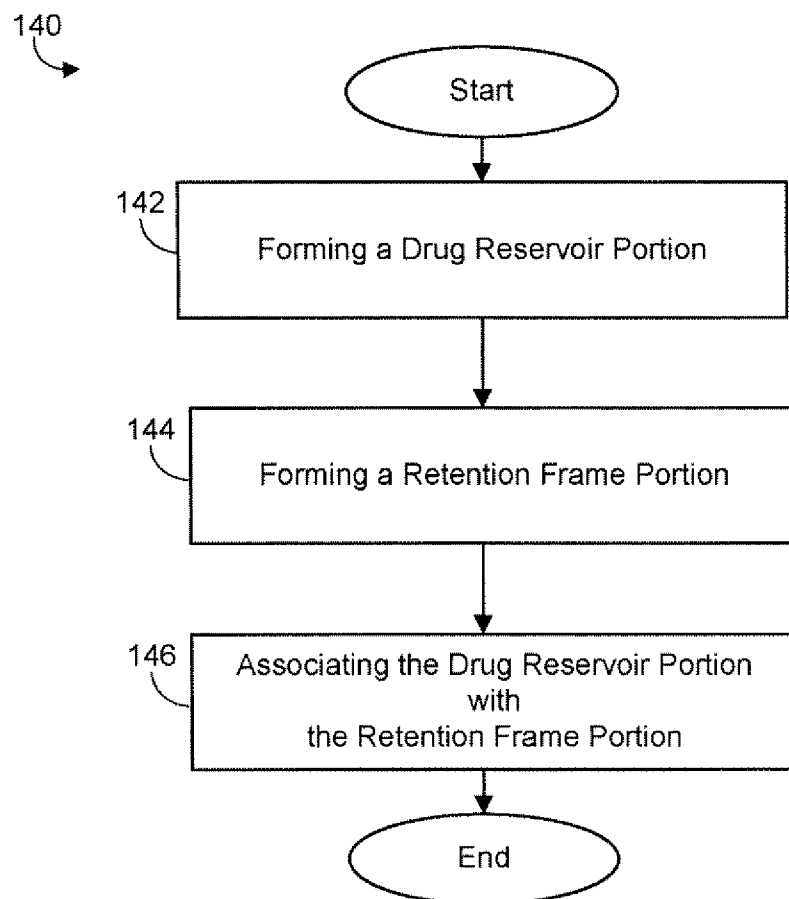 140
Start
142
Forming a Drug Reservoir Portion
144
Forming a Retention Frame Portion
146
Associating the Drug Reservoir Portion
with
the Retention Frame Portion
End